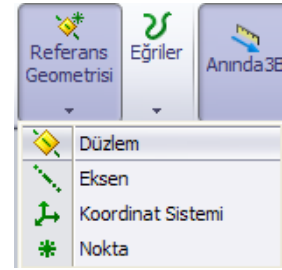 Referans
Geometrisi
Eğriler
Anında3B
Düzlem
Eksen
Koordinat Sistemi
Nokta